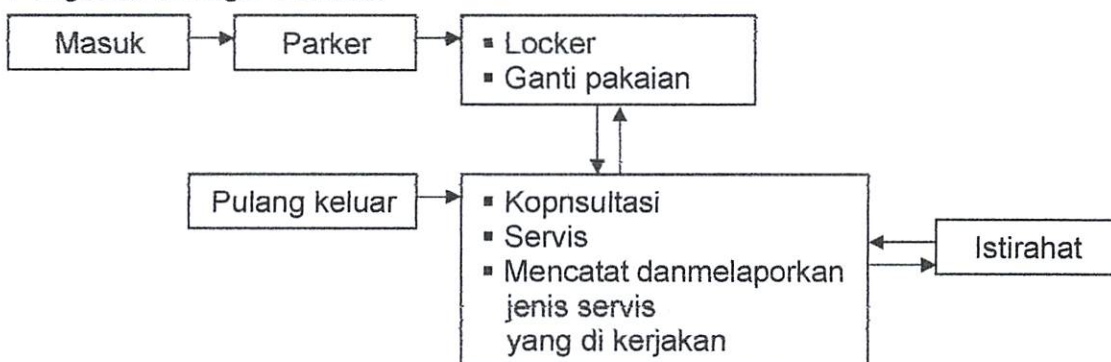 Masuk
Parker
▪ Locker
▪ Ganti pakaian
Pulang keluar
▪ Kopnsultasi
▪ Servis
▪ Mencatat danmelaporkan
jenis servis
yang di kerjakan
Istirahat